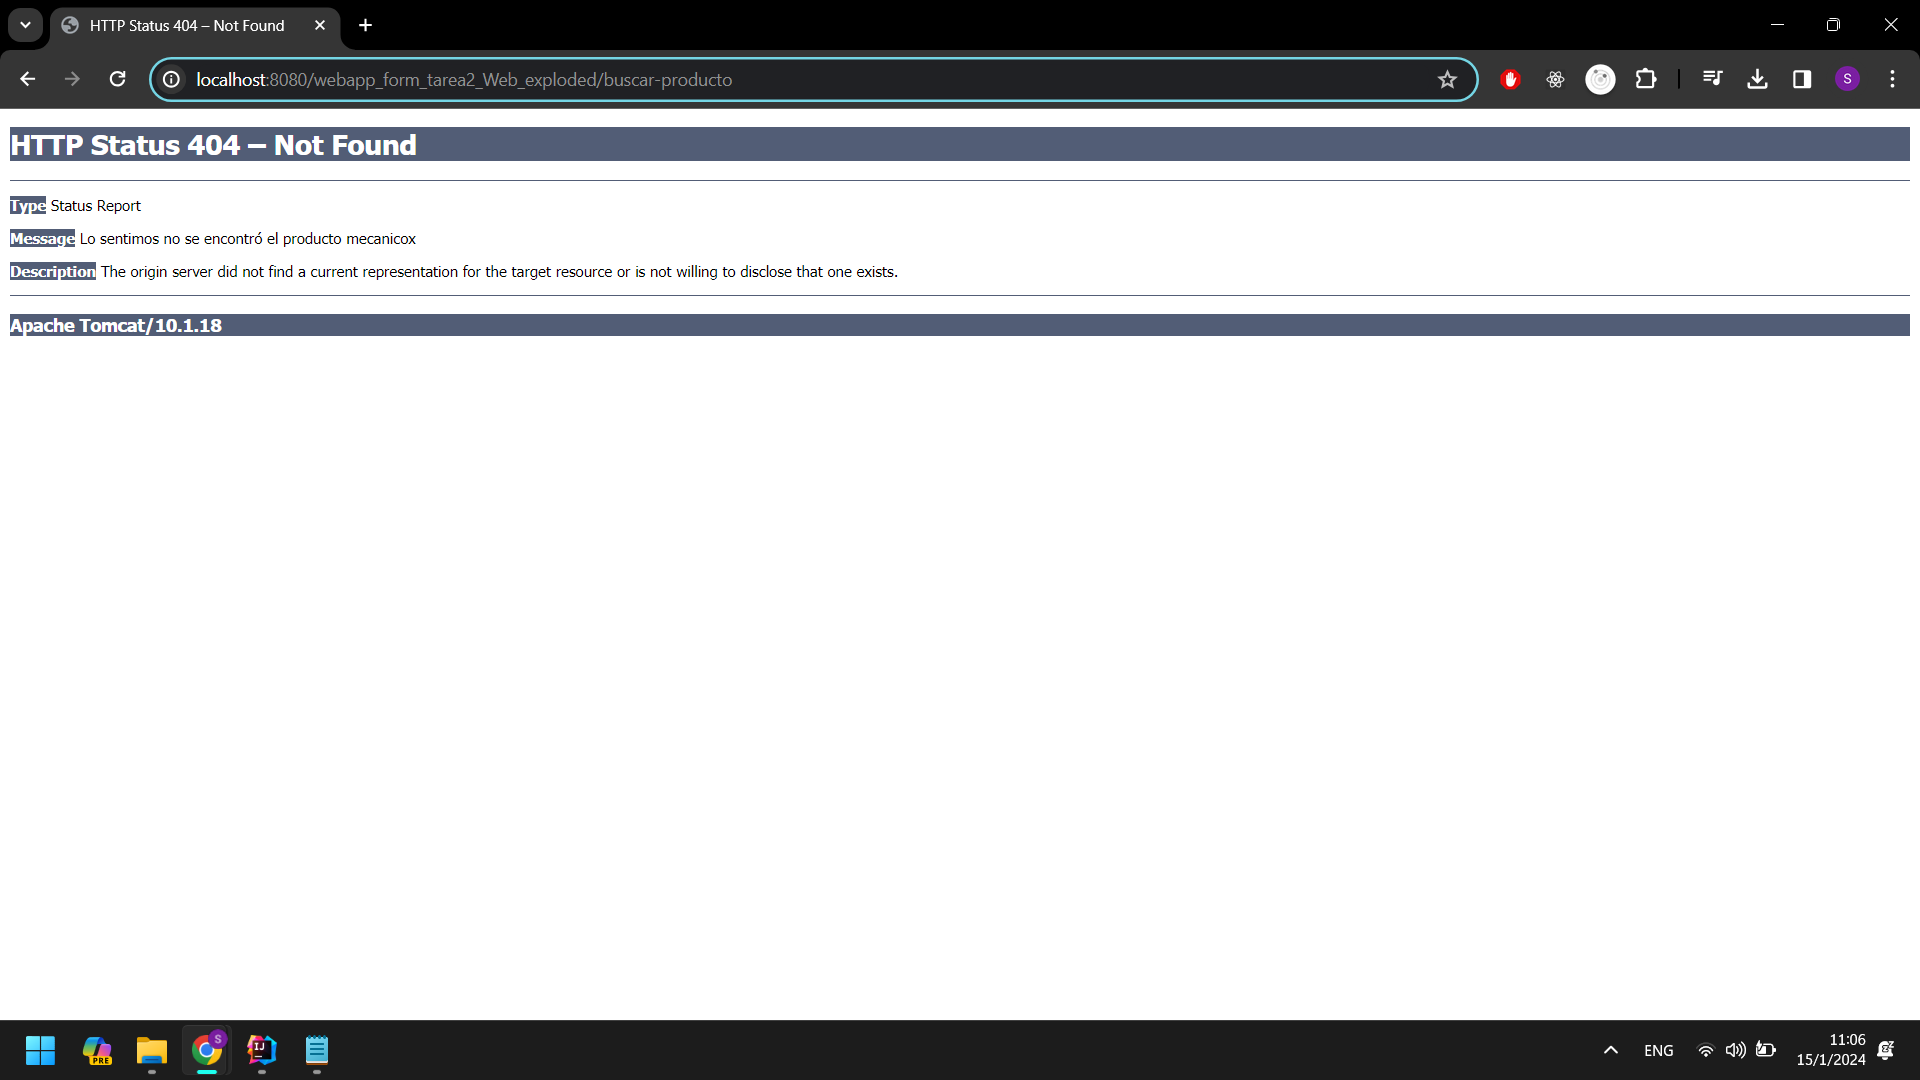 HTTP Status 404 – Not Found
localhost:8080/webapp_form_tarea2_Web_exploded/buscar-producto
S
HTTP Status 404 – Not Found
Type Status Report
Message Lo sentimos no se encontró el producto mecanicox
Description The origin server did not find a current representation for the target resource or is not willing to disclose that one exists.
Apache Tomcat/10.1.18
PRE
S
IJ
ENG
11:06
15/1/2024